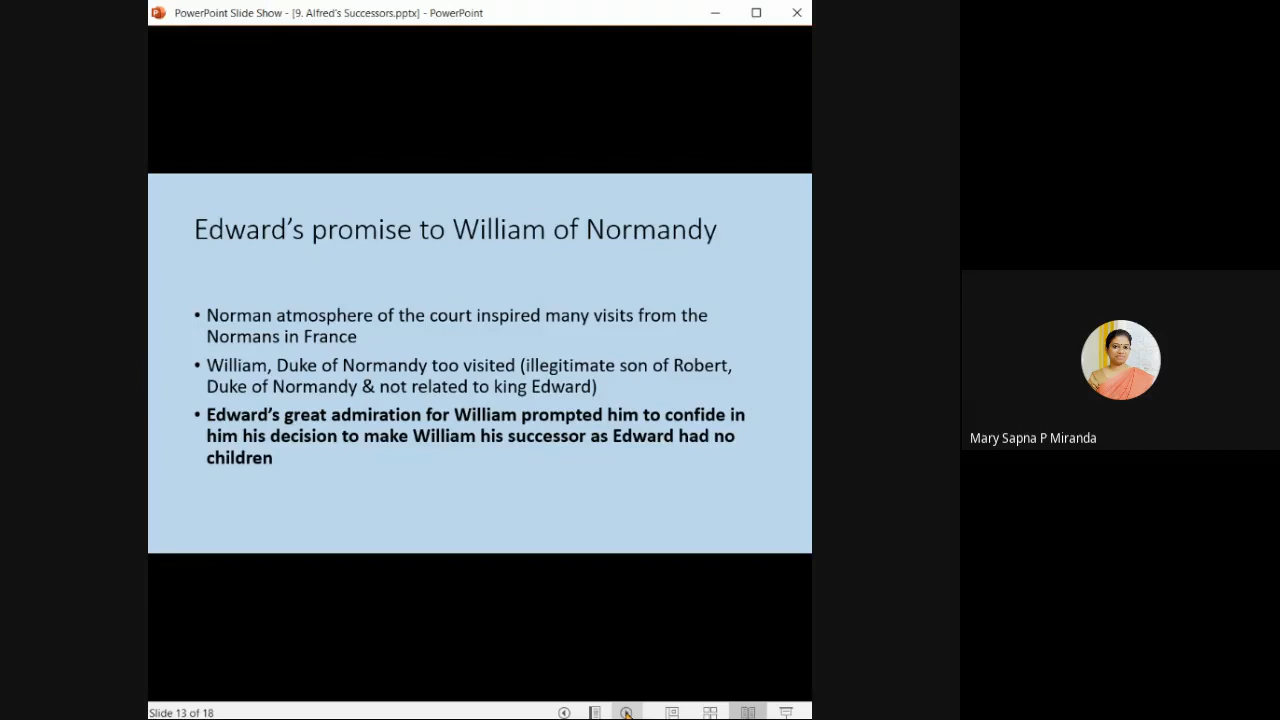 PowerPoint Slide Show - [9. Alfred's Successors.pptx] - PowerPoint
Edward’s promise to William of Normandy
• Norman atmosphere of the court inspired many visits from the
Normans in France
• William, Duke of Normandy too visited (illegitimate son of Robert,
Duke of Normandy & not related to king Edward)
• Edward’s great admiration for William prompted him to confide in
him his decision to make William his successor as Edward had no
children
Mary Sapna P Miranda
Slide 13 of 18